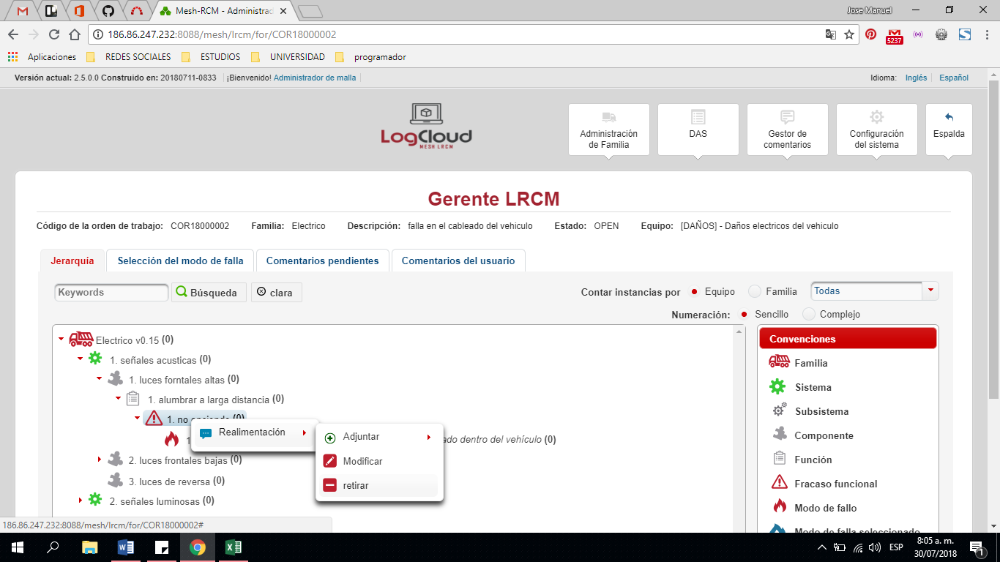 Mesh-RCM - Administrad
Jose Manuel
186.86.247.232:8088/mesh/lrcm/for/COR18000002
5237
Aplicaciones
REDES SOCIALES
ESTUDIOS
UNIVERSIDAD
programador
Versión actual: 2.5.0.0 Construido en: 20180711-0833
¡Bienvenido! Administrador de malla
Idioma: Inglés Español
LogCloud
MESH LRCM
Administración de Familia
DAS
Gestor de comentarios
Configuración del sistema
Espalda
Gerente LRCM
Código de la orden de trabajo: COR18000002 Familia: Electrico Descripción: falla en el cableado del vehiculo Estado: OPEN Equipo: [DAÑOS] - Daños electricos del vehiculo
Jerarquía
Selección del modo de falla
Comentarios pendientes
Comentarios del usuario
Keywords
Búsqueda
clara
Contar instancias por Equipo Familia Todas
Numeración: Sencillo Complejo
Electrico v0.15 (0)
1. señales acusticas (0)
1. luces forntales altas (0)
1. alumbrar a larga distancia (0)
1. no enciende (0)
Realimentación
Adjuntar
Modificar
retirar
dentro del vehículo (0)
2. luces frontales bajas (0)
3. luces de reversa (0)
2. señales luminosas (0)
Convenciones
Familia
Sistema
Subsistema
Componente
Función
Fracaso funcional
Modo de fallo
Modo de falla seleccionado
186.86.247.232:8088/mesh/lrcm/for/COR18000002#
ESP
8:05 a. m.
30/07/2018
1